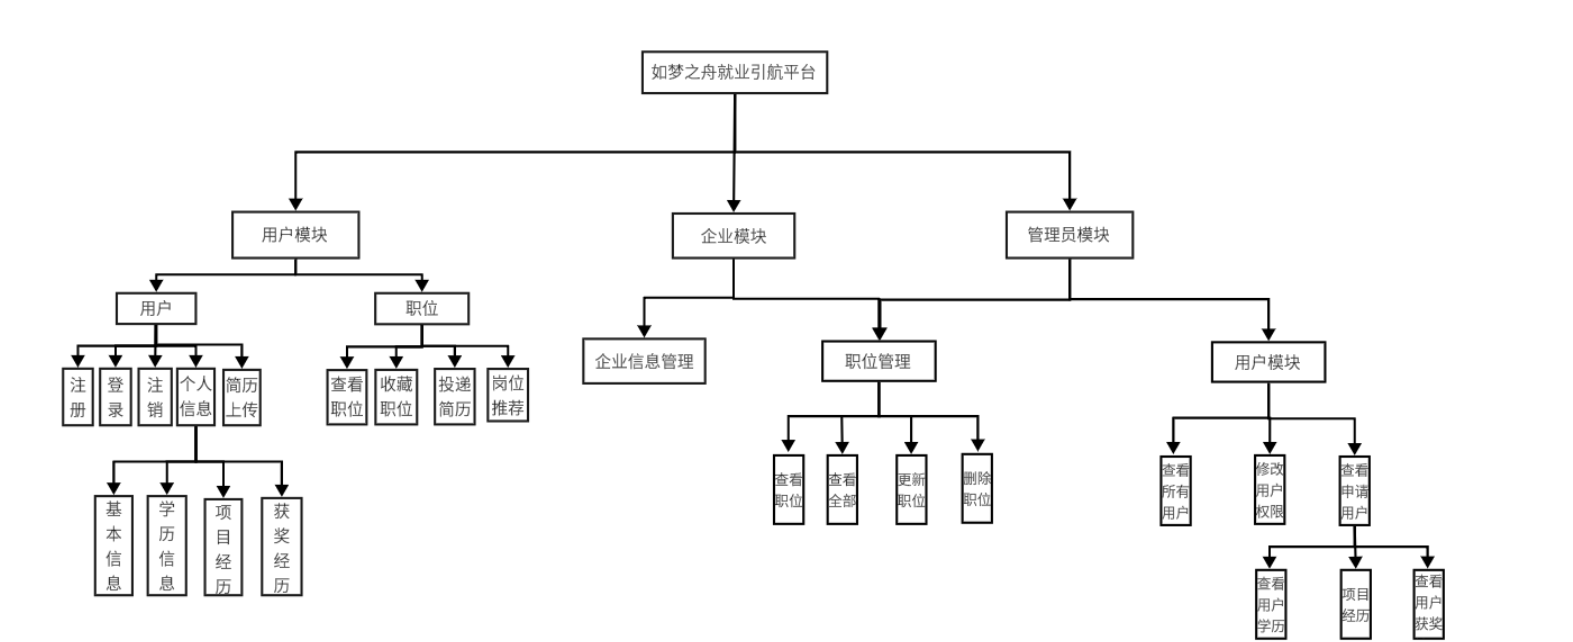 如梦之舟就业引航平台
用户模块
企业模块
管理员模块
用户
职位
企业信息管理
职位管理
用户模块
注
册
登
录
注
销
个人
信息
简历
上传
查看
职位
收藏
职位
投递
简历
岗位
推荐
基
本
信
息
学
历
信
息
项
目
经
历
获
奖
经
历
查看
职位
查看
全部
更新
职位
删除
职位
查看
所有
用户
修改
用户
权限
查看
申请
用户
查看
用户
学历
项目
经历
查看
用户
获奖